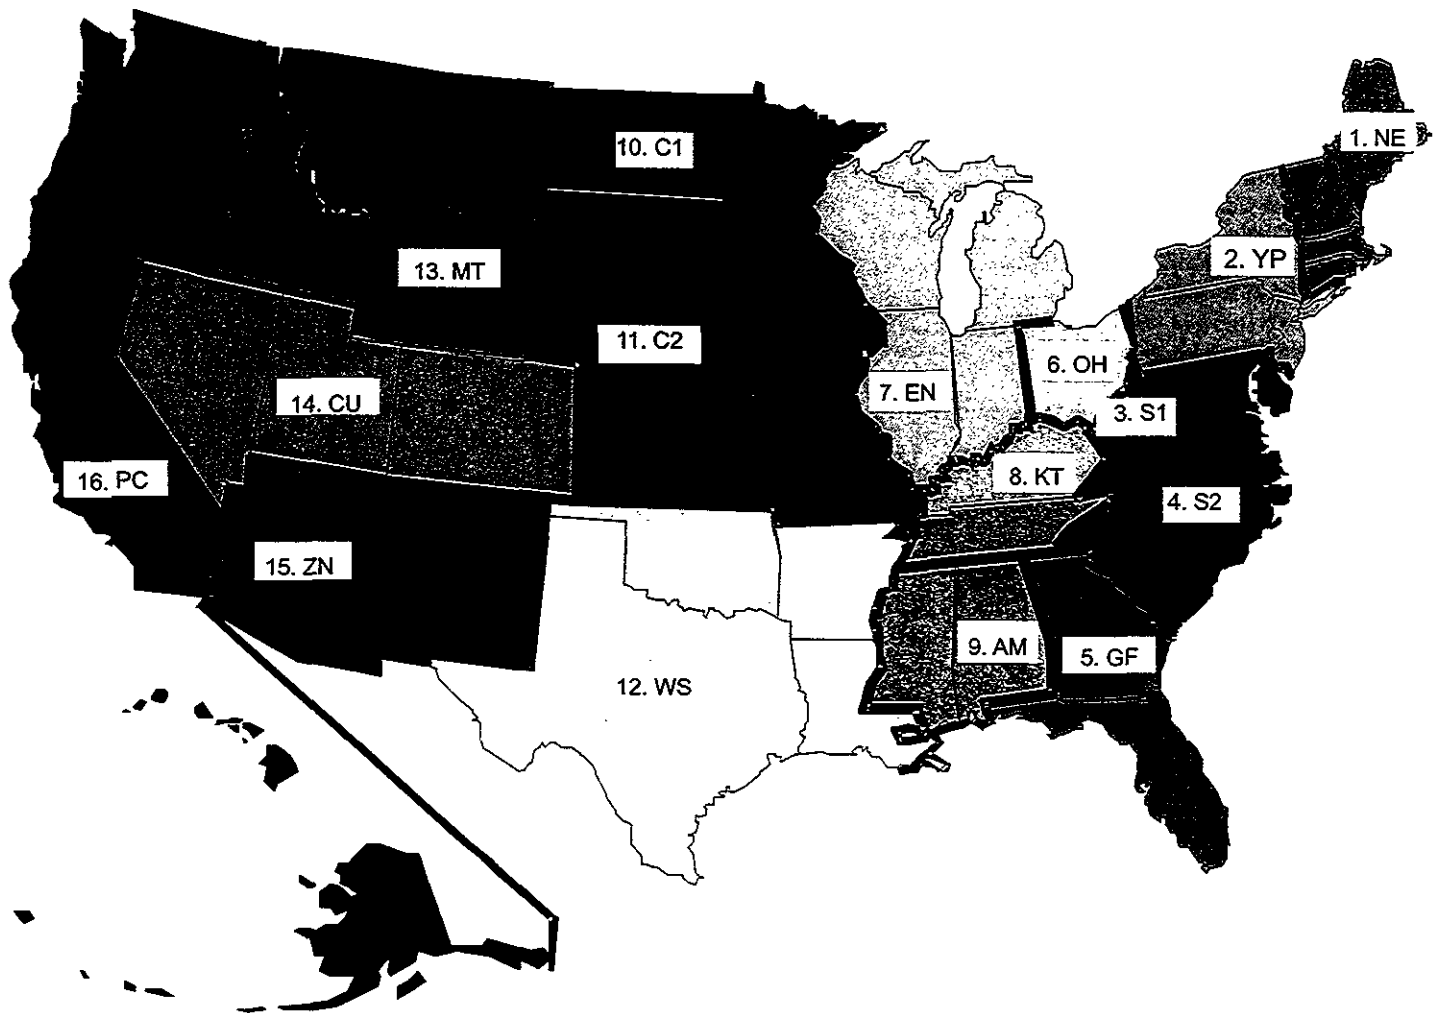 1. NE
10. C1
2. YP
13. MT
11. C2
6. OH
7. EN
14. CU
3. S1
8. KT
16. PC
4. S2
15. ZN
9. AM
5. GF
12. WS